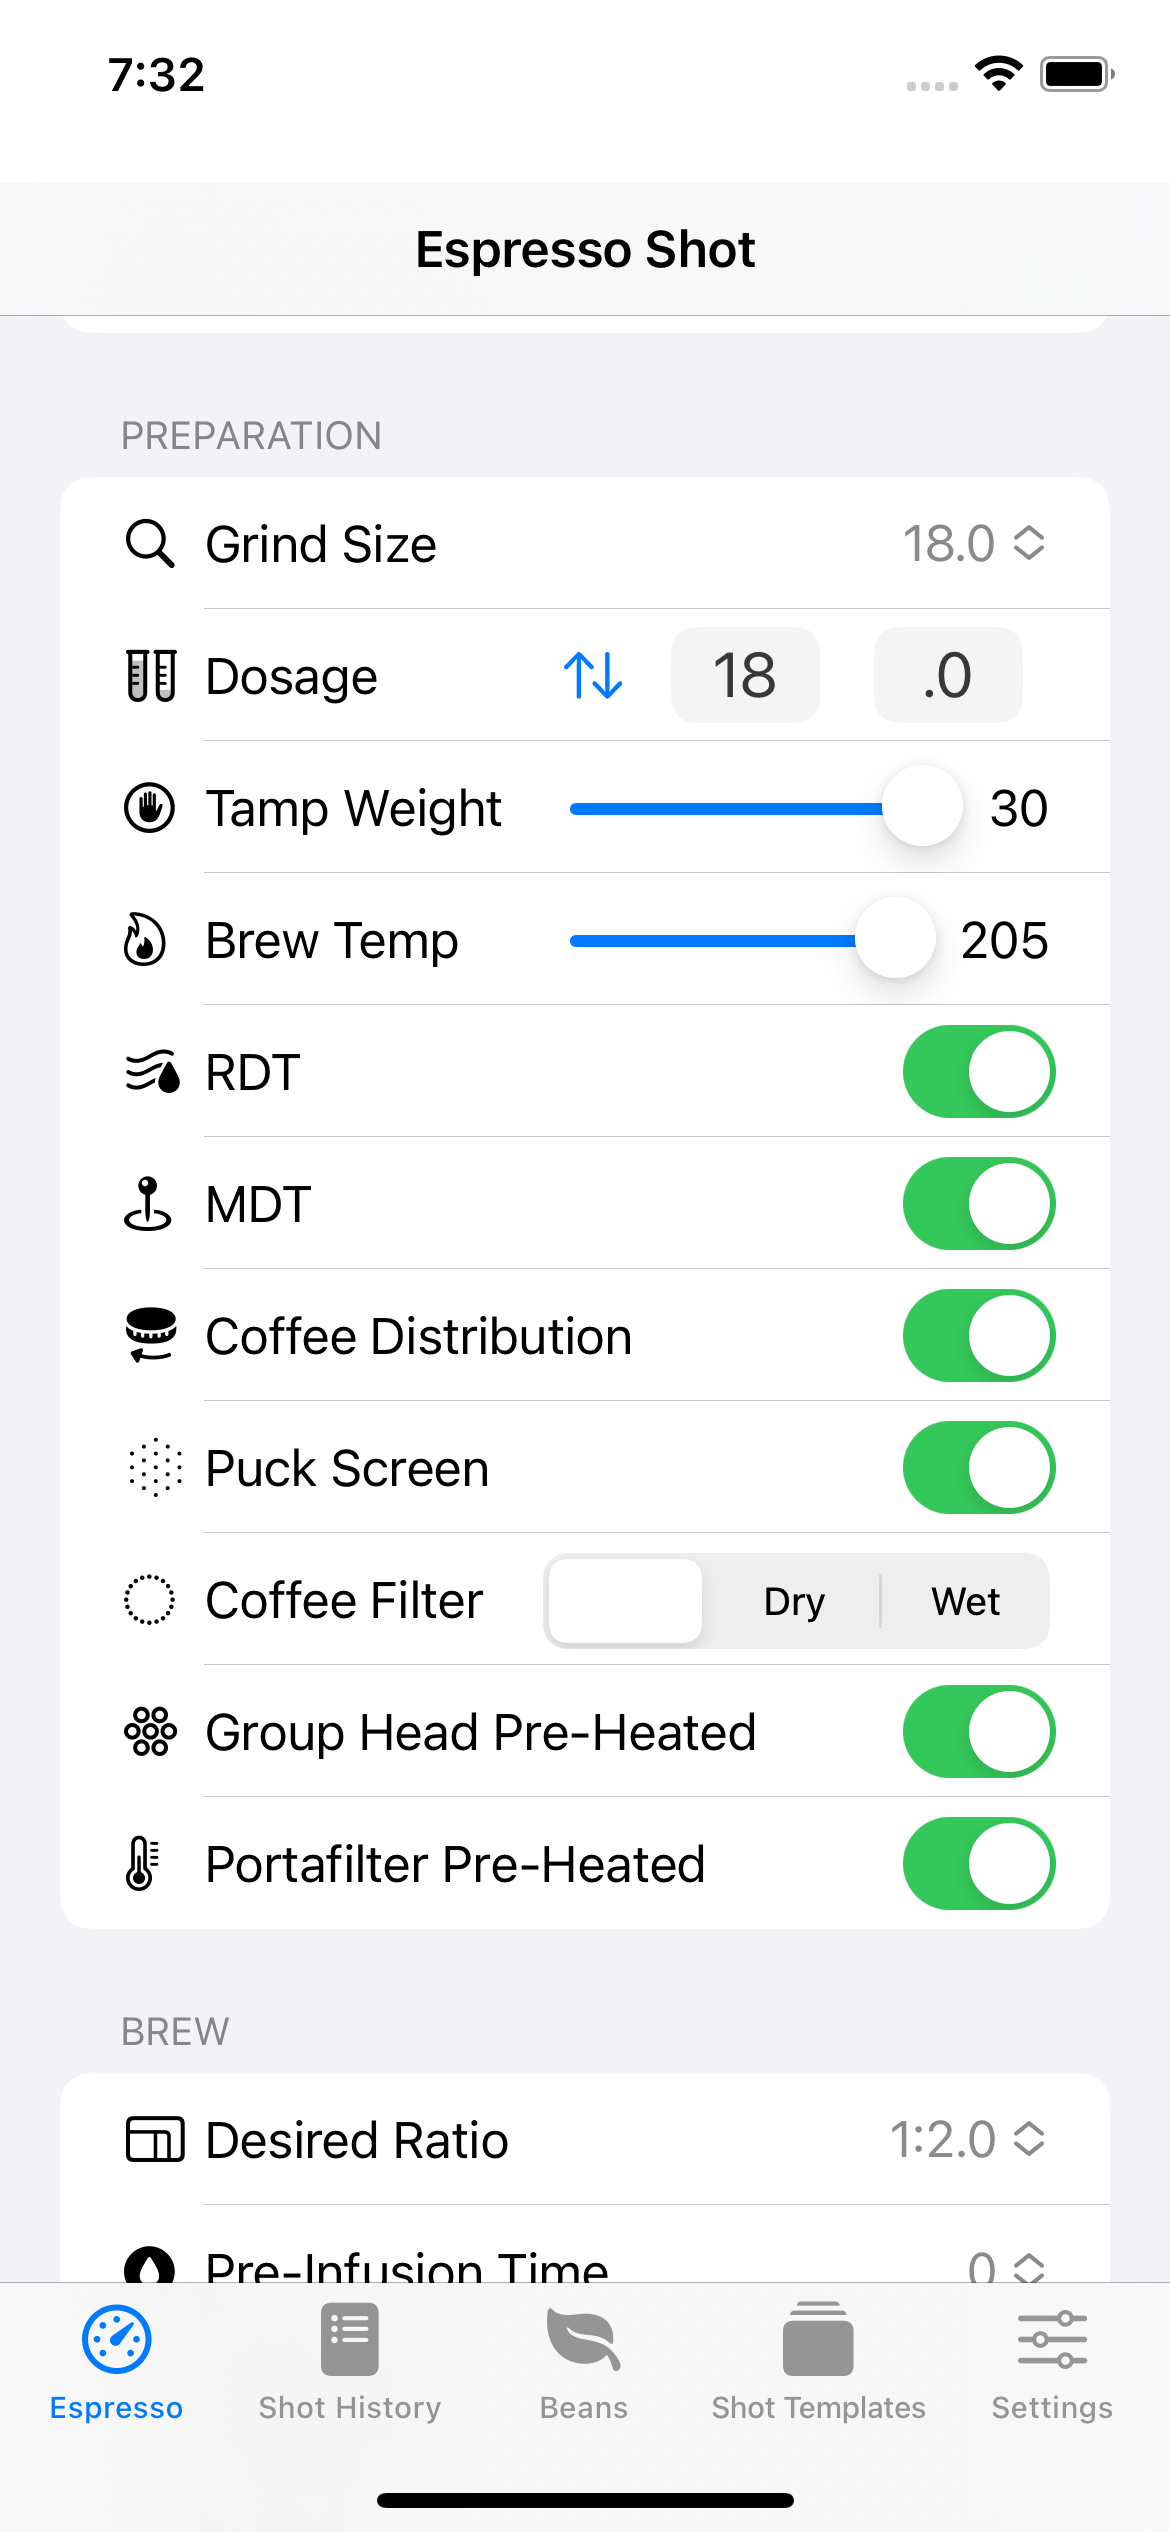 7:32
Espresso Shot
PREPARATION
Grind Size 18.0
Dosage 18 .0
Tamp Weight 30
Brew Temp 205
RDT
MDT
Coffee Distribution
Puck Screen
Coffee Filter Dry Wet
Group Head Pre-Heated
Portafilter Pre-Heated
BREW
Desired Ratio 1:2.0
Pre-Infusion Time 0
Espresso Shot History Beans Shot Templates Settings